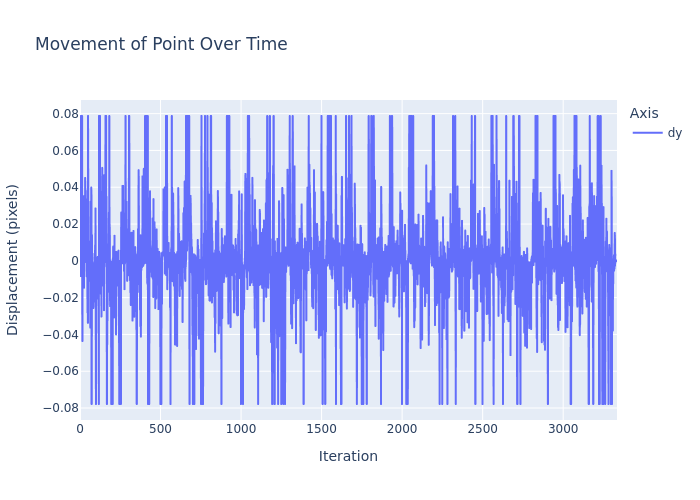 Movement of Point Over Time
Axis
dy
Displacement (pixels)
0.08
0.06
0.04
0.02
0
−0.02
−0.04
−0.06
−0.08
0 500 1000 1500 2000 2500 3000
Iteration